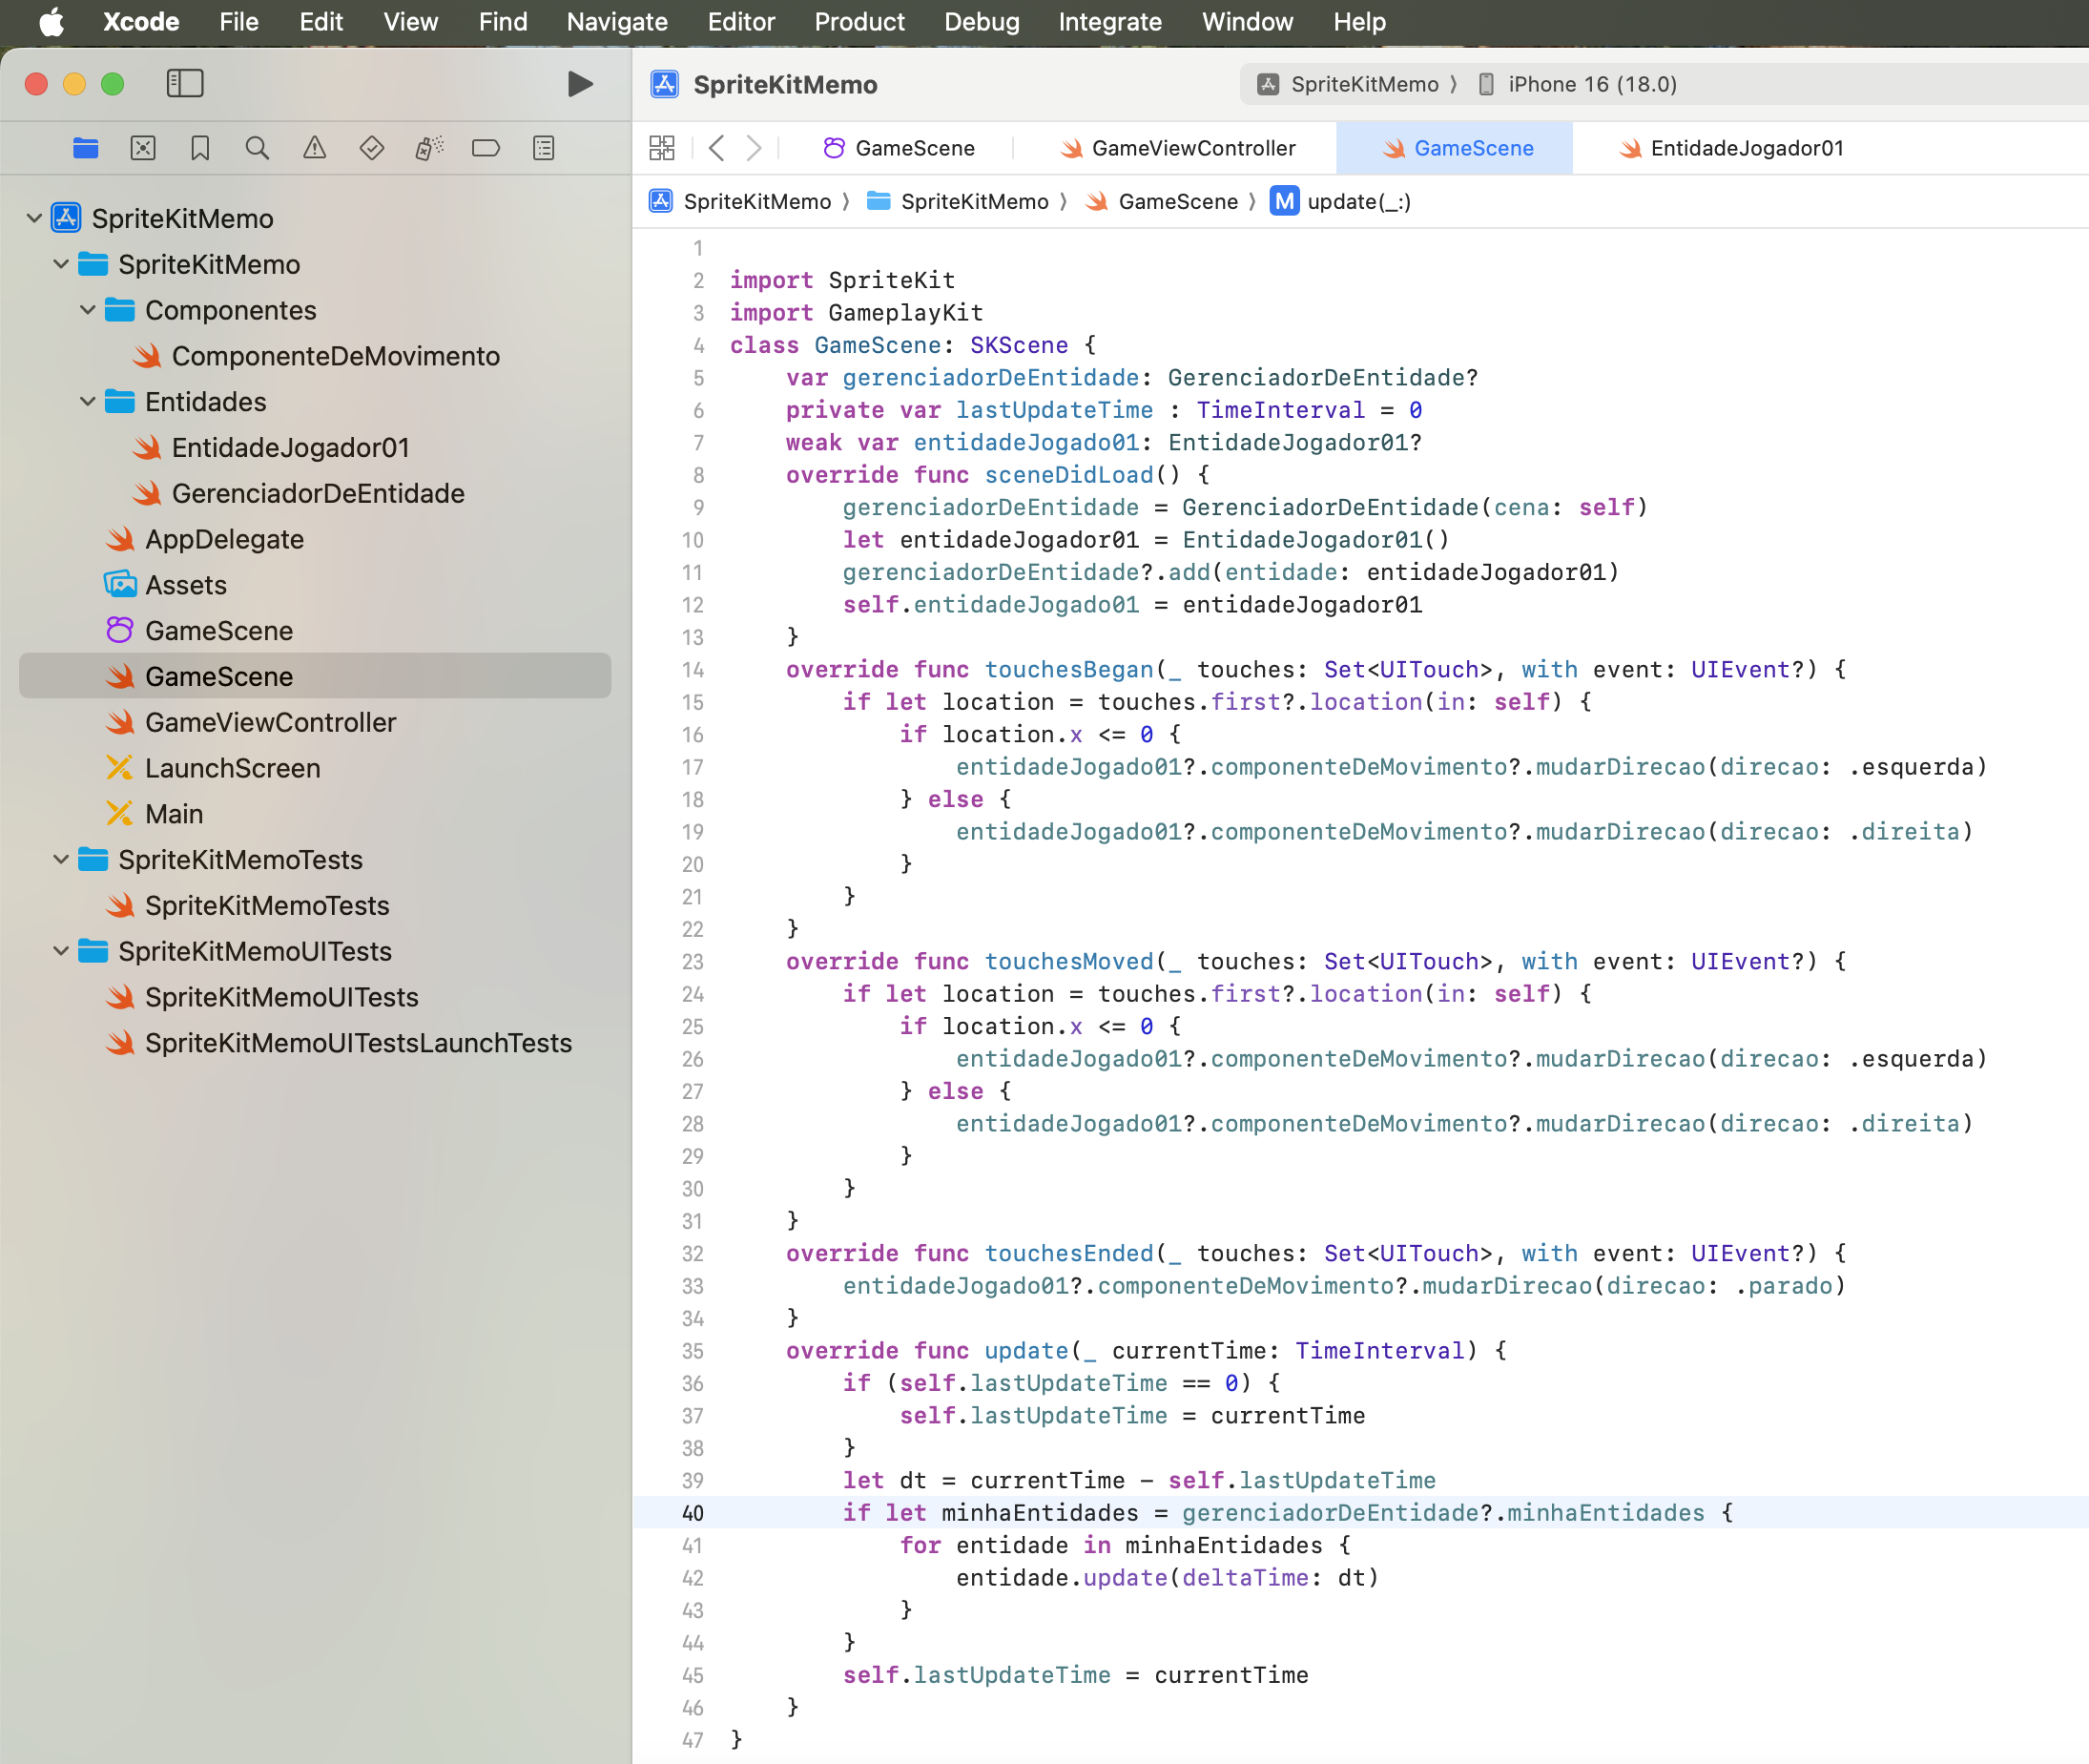 Xcode File Edit View Find Navigate Editor Product Debug Integrate Window Help
SpriteKitMemo
SpriteKitMemo 〉 iPhone 16 (18.0)
GameScene GameViewController GameScene EntidadeJogador01
SpriteKitMemo 〉 SpriteKitMemo 〉 GameScene 〉 M update(_:)
SpriteKitMemo
SpriteKitMemo
Componentes
ComponenteDeMovimento
Entidades
EntidadeJogador01
GerenciadorDeEntidade
AppDelegate
Assets
GameScene
GameScene
GameViewController
LaunchScreen
Main
SpriteKitMemoTests
SpriteKitMemoTests
SpriteKitMemoUITests
SpriteKitMemoUITests
SpriteKitMemoUITestsLaunchTests
1
2 import SpriteKit
3 import GameplayKit
4 class GameScene: SKScene {
5     var gerenciadorDeEntidade: GerenciadorDeEntidade?
6     private var lastUpdateTime : TimeInterval = 0
7     weak var entidadeJogado01: EntidadeJogador01?
8     override func sceneDidLoad() {
9         gerenciadorDeEntidade = GerenciadorDeEntidade(cena: self)
10         let entidadeJogador01 = EntidadeJogador01()
11         gerenciadorDeEntidade?.add(entidade: entidadeJogador01)
12         self.entidadeJogado01 = entidadeJogador01
13     }
14     override func touchesBegan(_ touches: Set<UITouch>, with event: UIEvent?) {
15         if let location = touches.first?.location(in: self) {
16             if location.x <= 0 {
17                 entidadeJogado01?.componenteDeMovimento?.mudarDirecao(direcao: .esquerda)
18             } else {
19                 entidadeJogado01?.componenteDeMovimento?.mudarDirecao(direcao: .direita)
20             }
21         }
22     }
23     override func touchesMoved(_ touches: Set<UITouch>, with event: UIEvent?) {
24         if let location = touches.first?.location(in: self) {
25             if location.x <= 0 {
26                 entidadeJogado01?.componenteDeMovimento?.mudarDirecao(direcao: .esquerda)
27             } else {
28                 entidadeJogado01?.componenteDeMovimento?.mudarDirecao(direcao: .direita)
29             }
30         }
31     }
32     override func touchesEnded(_ touches: Set<UITouch>, with event: UIEvent?) {
33         entidadeJogado01?.componenteDeMovimento?.mudarDirecao(direcao: .parado)
34     }
35     override func update(_ currentTime: TimeInterval) {
36         if (self.lastUpdateTime == 0) {
37             self.lastUpdateTime = currentTime
38         }
39         let dt = currentTime - self.lastUpdateTime
40         if let minhaEntidades = gerenciadorDeEntidade?.minhaEntidades {
41             for entidade in minhaEntidades {
42                 entidade.update(deltaTime: dt)
43             }
44         }
45         self.lastUpdateTime = currentTime
46     }
47 }